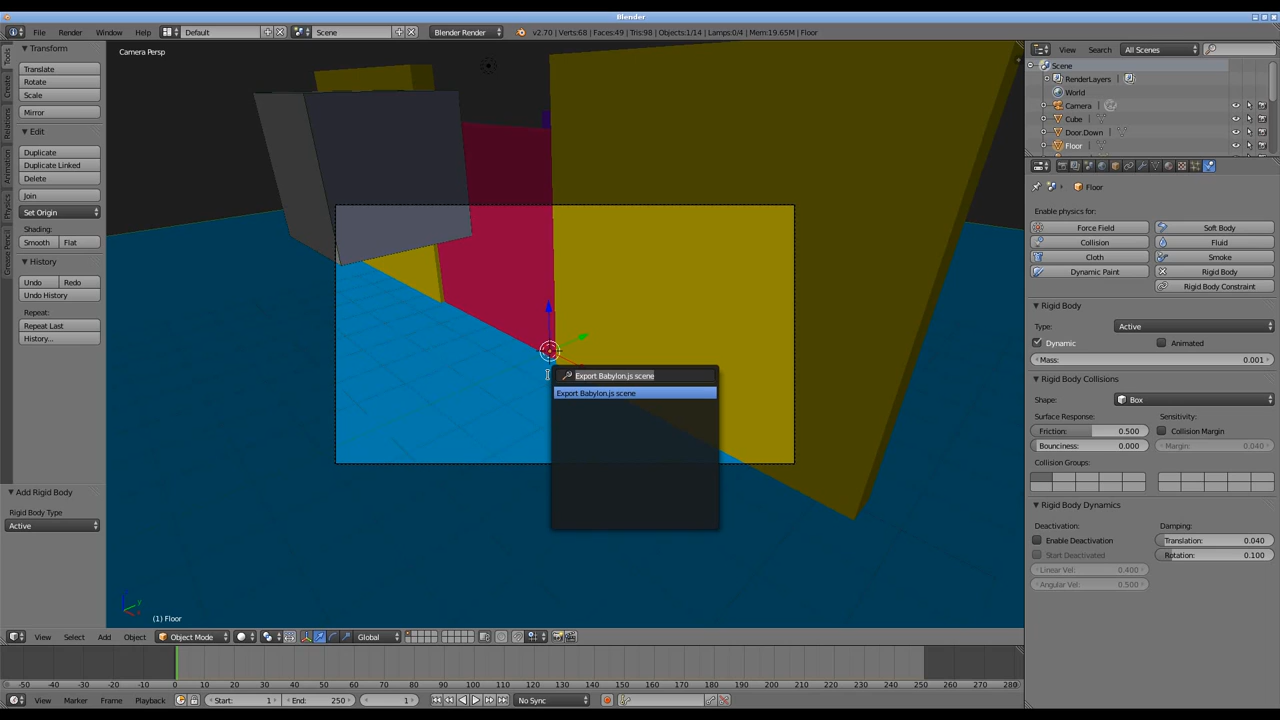 Blender
File Render Window Help Default Scene Blender Render v2.70 | Verts:68 | Faces:49 | Tris:98 | Objects:1/14 | Lamps:0/4 | Mem:19.65M | Floor
Tools
Create
Relations
Animation
Physics
Grease Pencil
Transform
Translate
Rotate
Scale
Mirror
Edit
Duplicate
Duplicate Linked
Delete
Join
Set Origin
Shading:
Smooth Flat
History
Undo Redo
Undo History
Repeat:
Repeat Last
History...
Add Rigid Body
Rigid Body Type
Active
Camera Persp
Export Babylon.js scene
Export Babylon.js scene
(1) Floor
View Select Add Object Object Mode Global
View Search All Scenes
Scene
RenderLayers
World
Camera
Cube
Door.Down
Floor
Floor
Enable physics for:
Force Field Soft Body
Collision Fluid
Cloth Smoke
Dynamic Paint Rigid Body
Rigid Body Constraint
Rigid Body
Type: Active
Dynamic Animated
Mass: 0.001
Rigid Body Collisions
Shape: Box
Surface Response: Sensitivity:
Friction: 0.500 Collision Margin
Bounciness: 0.000 Margin: 0.040
Collision Groups:
Rigid Body Dynamics
Deactivation: Damping:
Enable Deactivation Translation: 0.040
Start Deactivated Rotation: 0.100
Linear Vel: 0.400
Angular Vel: 0.500
-50 -40 -30 -20 -10 0 10 20 30 40 50 60 70 80 90 100 110 120 130 140 150 160 170 180 190 200 210 220 230 240 250 260 270 280
View Marker Frame Playback Start: 1 End: 250 1 No Sync